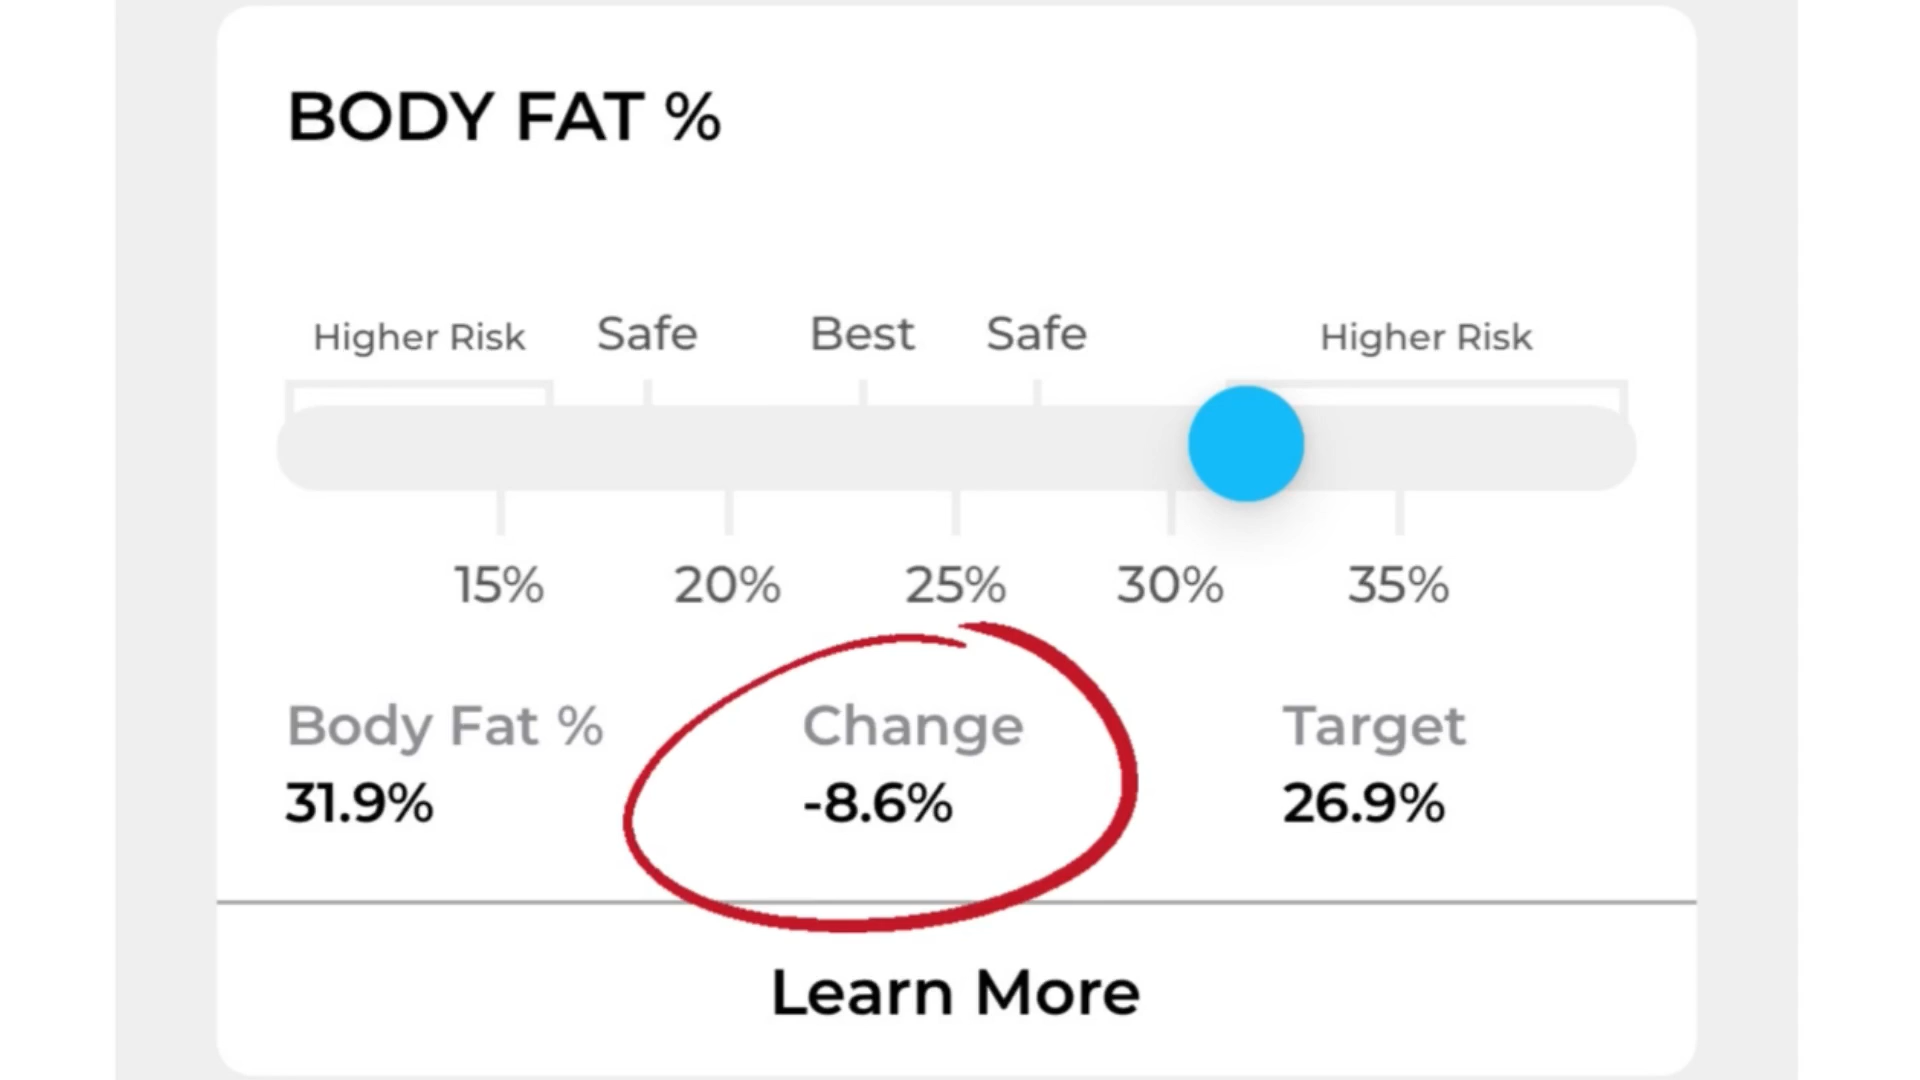 BODY FAT %
Higher Risk Safe Best Safe Higher Risk
15% 20% 25% 30% 35%
Body Fat % Change Target
31.9% -8.6% 26.9%
Learn More